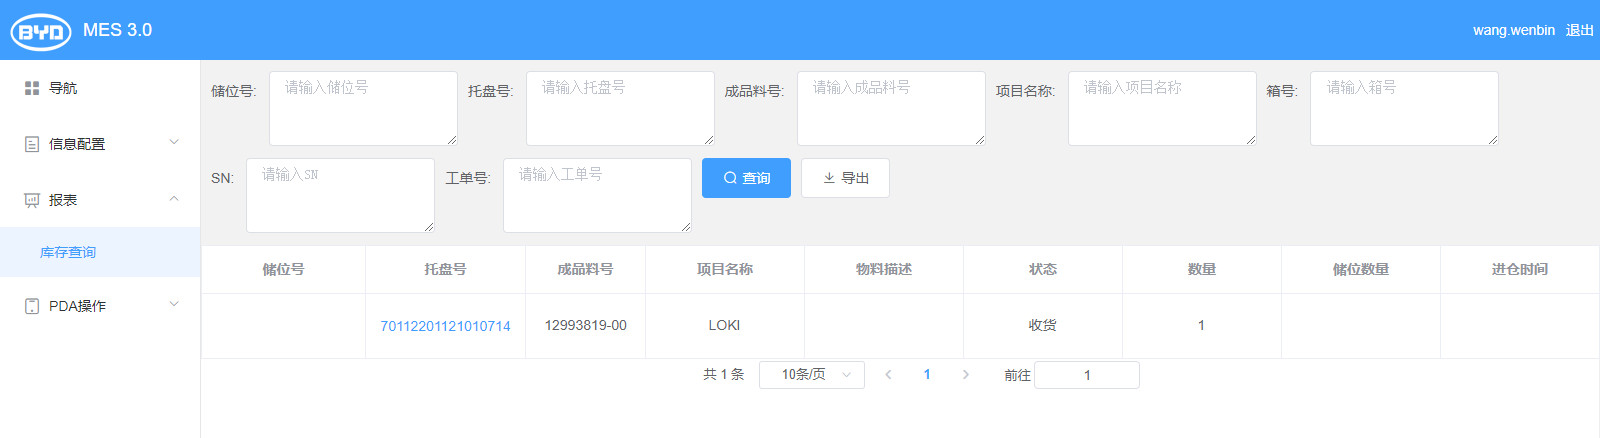 BYD MES 3.0 wang.wenbin 退出
导航
信息配置
报表
库存查询
PDA操作
储位号: 请输入储位号 托盘号: 请输入托盘号 成品料号: 请输入成品料号 项目名称: 请输入项目名称 箱号: 请输入箱号
SN: 请输入SN 工单号: 请输入工单号 查询 导出
储位号 托盘号 成品料号 项目名称 物料描述 状态 数量 储位数量 进仓时间
70112201121010714 12993819-00 LOKI 收货 1
共 1 条 10条/页 1 前往 1